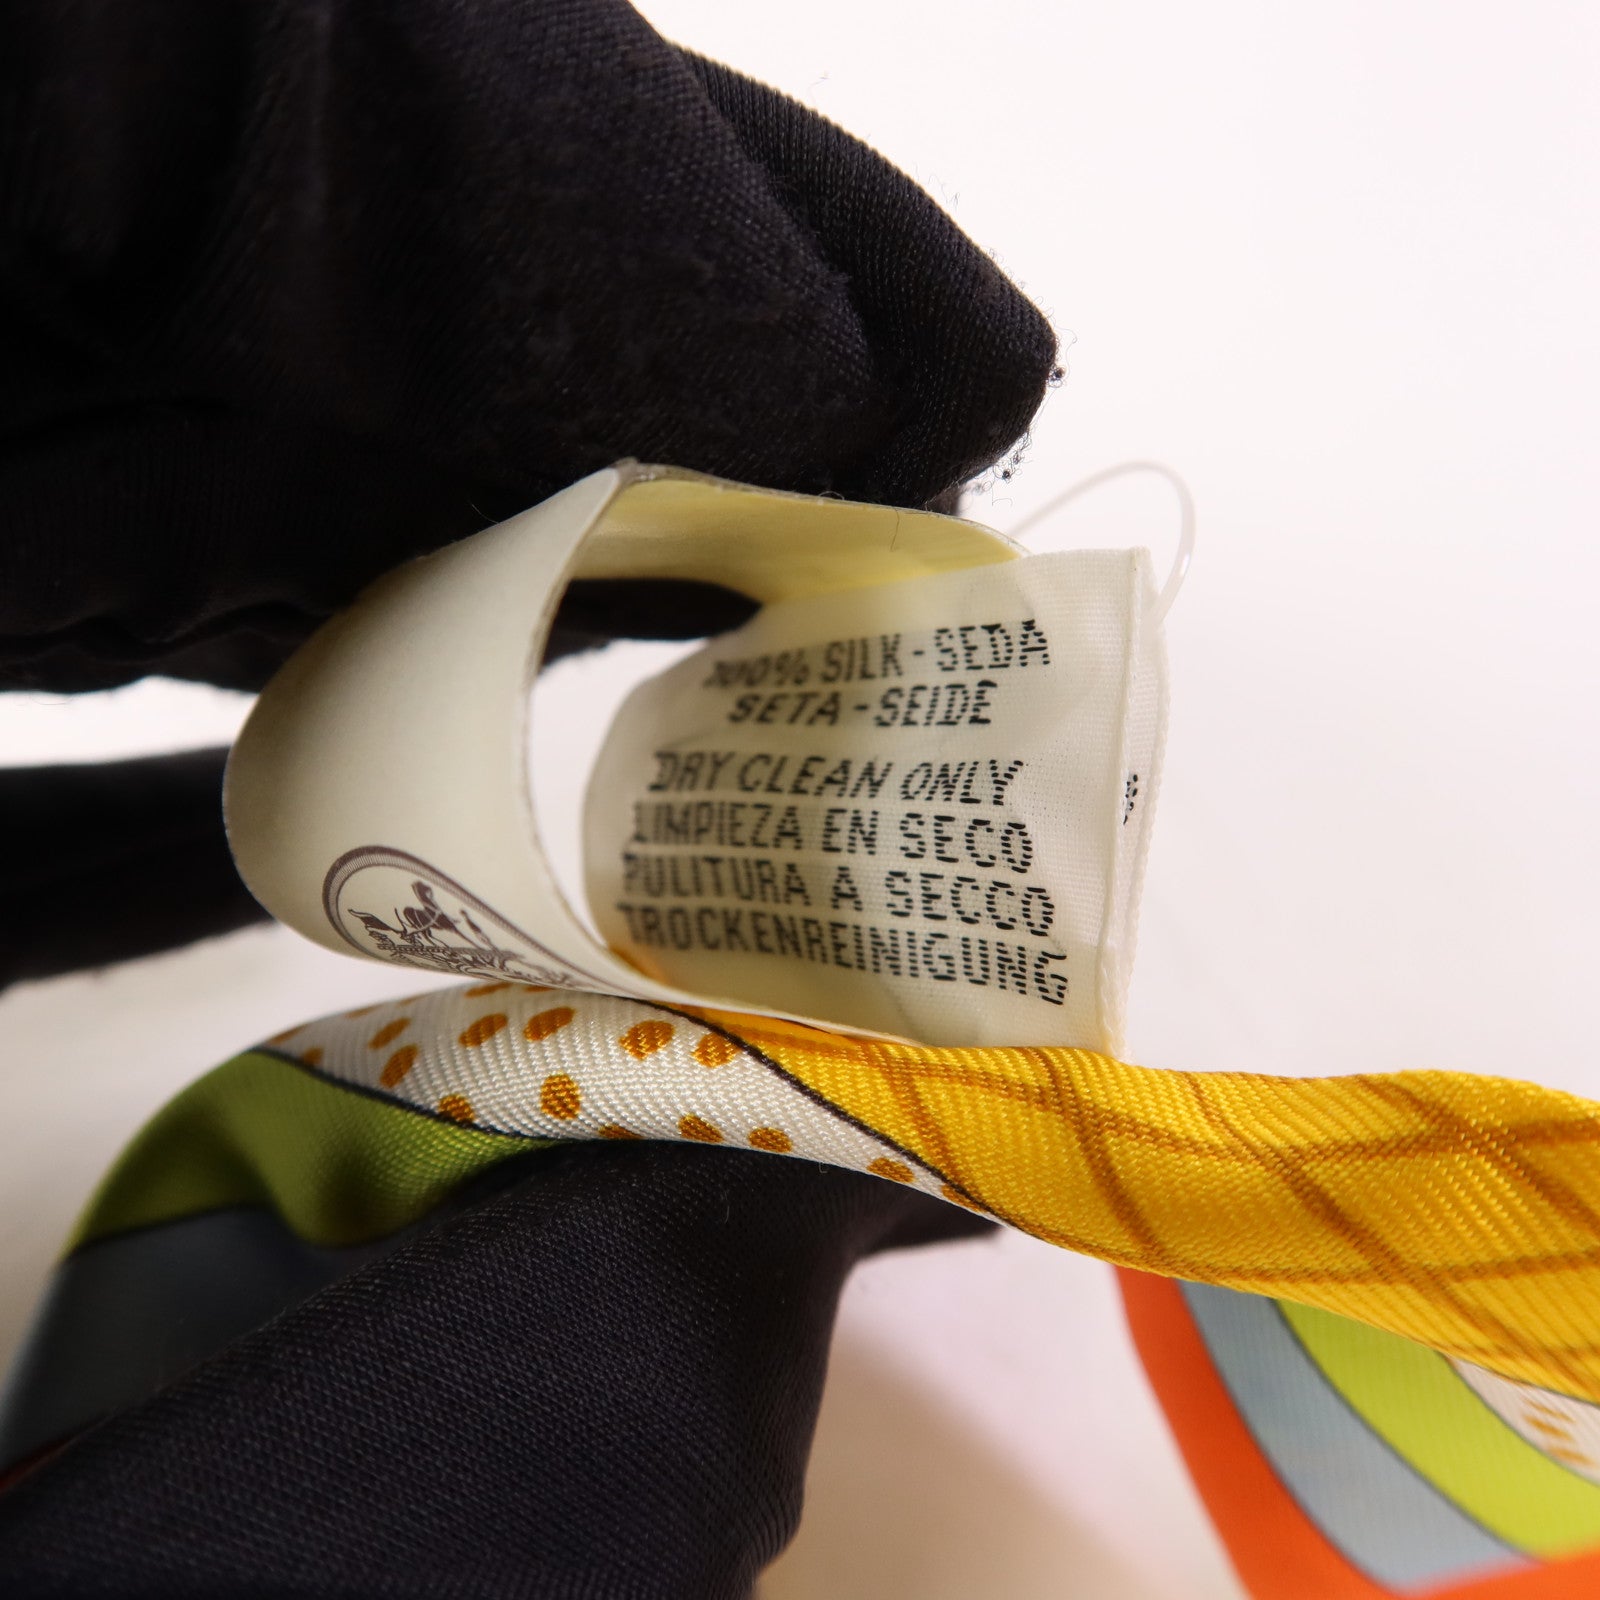 100% SILK - SEDA
SETA - SEIDE
DRY CLEAN ONLY
LIMPIEZA EN SECO
PULITURA A SECCO
TROCKENREINIGUNG